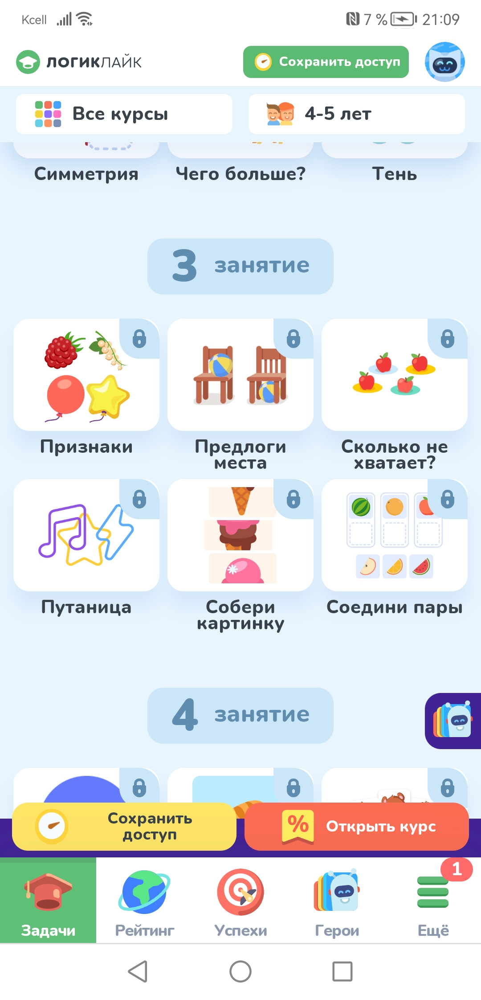 Kcell
7 %
21:09
ЛОГИКЛАЙК
Сохранить доступ
Все курсы
4-5 лет
Симметрия
Чего больше?
Тень
3 занятие
Признаки
Предлоги
места
Сколько не
хватает?
Путаница
Собери
картинку
Соедини пары
4 занятие
Сохранить
доступ
%
Открыть курс
1
Задачи
Рейтинг
Успехи
Герои
Ещё